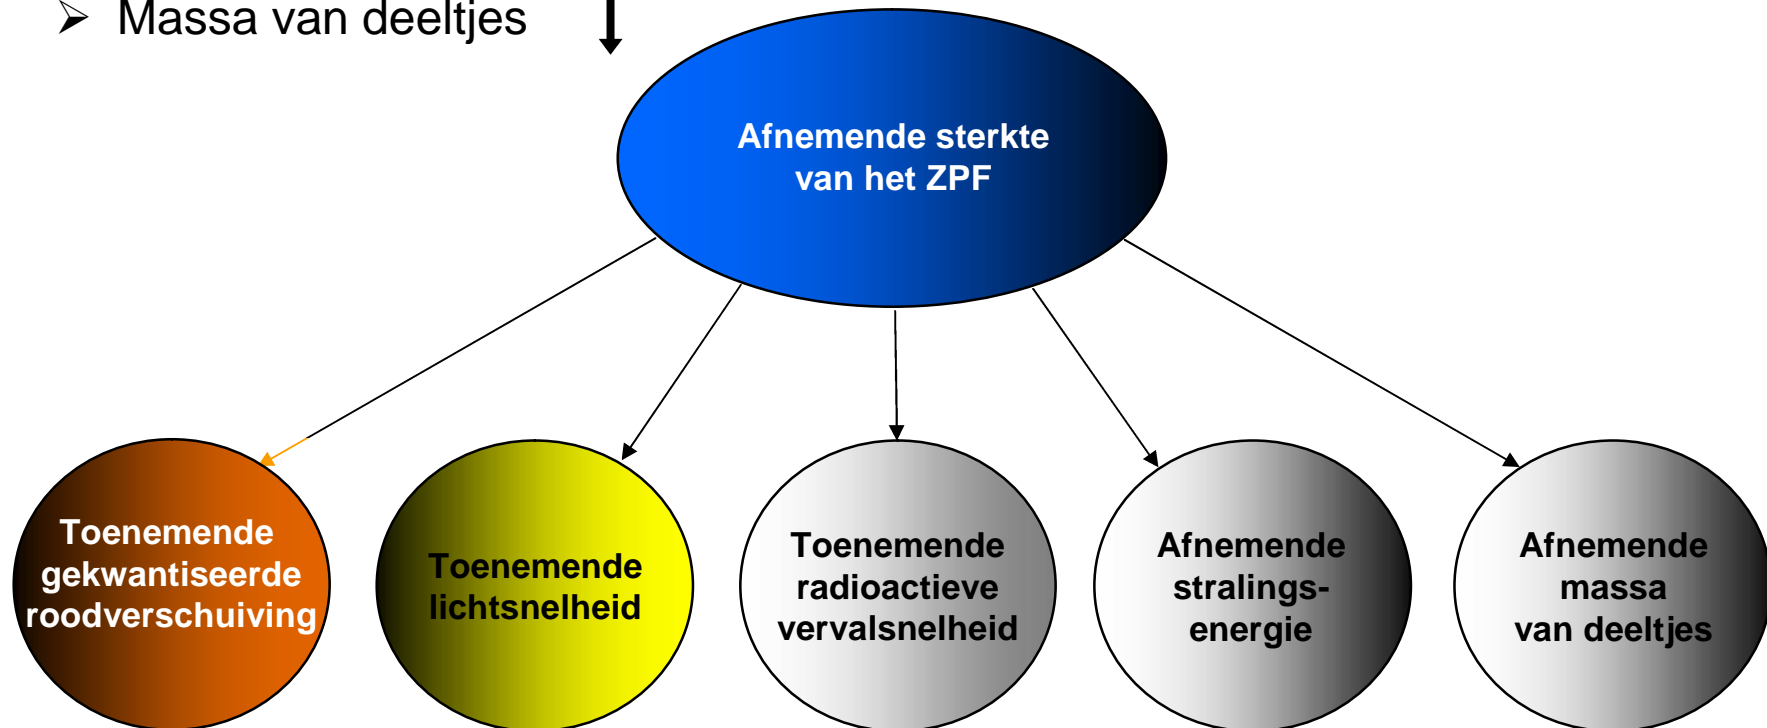 ➢ Massa van deeltjes
Afnemende sterkte
van het ZPF
Toenemende
gekwantiseerde
roodverschuiving
Toenemende
lichtsnelheid
Toenemende
radioactieve
vervalsnelheid
Afnemende
stralings-
energie
Afnemende
massa
van deeltjes